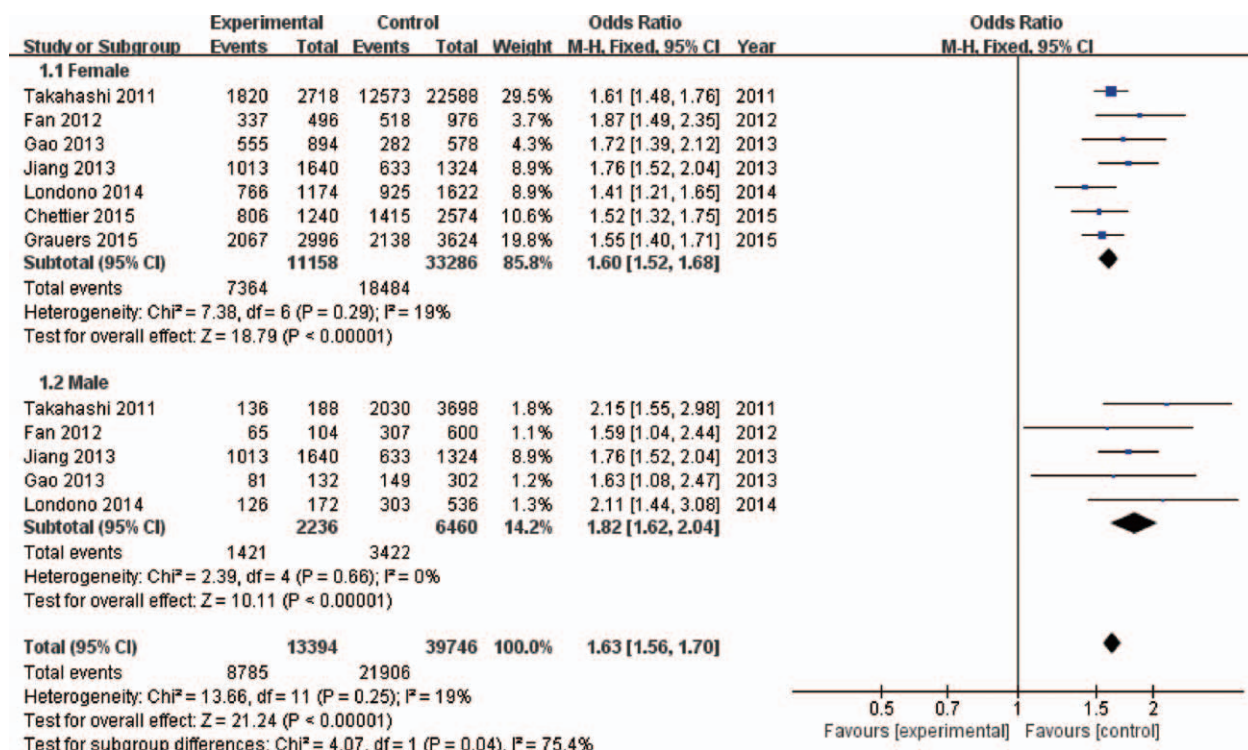 Experimental Control Odds Ratio Odds Ratio
Study or Subgroup Events Total Events Total Weight M-H, Fixed, 95% CI Year M-H, Fixed, 95% CI
1.1 Female
Takahashi 2011 1820 2718 12573 22588 29.5% 1.61 [1.48, 1.76] 2011
Fan 2012 337 496 518 976 3.7% 1.87 [1.49, 2.35] 2012
Gao 2013 555 894 282 578 4.3% 1.72 [1.39, 2.12] 2013
Jiang 2013 1013 1640 633 1324 8.9% 1.76 [1.52, 2.04] 2013
Londono 2014 766 1174 925 1622 8.9% 1.41 [1.21, 1.65] 2014
Chettier 2015 806 1240 1415 2574 10.6% 1.52 [1.32, 1.75] 2015
Grauers 2015 2067 2996 2138 3624 19.8% 1.55 [1.40, 1.71] 2015
Subtotal (95% CI) 11158 33286 85.8% 1.60 [1.52, 1.68]
Total events 7364 18484
Heterogeneity: Chi² = 7.38, df = 6 (P = 0.29); I² = 19%
Test for overall effect: Z = 18.79 (P < 0.00001)
1.2 Male
Takahashi 2011 136 188 2030 3698 1.8% 2.15 [1.55, 2.98] 2011
Fan 2012 65 104 307 600 1.1% 1.59 [1.04, 2.44] 2012
Jiang 2013 1013 1640 633 1324 8.9% 1.76 [1.52, 2.04] 2013
Gao 2013 81 132 149 302 1.2% 1.63 [1.08, 2.47] 2013
Londono 2014 126 172 303 536 1.2% 2.11 [1.44, 3.08] 2014
Subtotal (95% CI) 2236 6460 14.2% 1.82 [1.62, 2.04]
Total events 1421 3422
Heterogeneity: Chi² = 2.39, df = 4 (P = 0.66); I² = 0%
Test for overall effect: Z = 10.11 (P < 0.00001)
Total (95% CI) 13394 39746 100.0% 1.63 [1.56, 1.70]
Total events 8785 21906
Heterogeneity: Chi² = 13.66, df = 11 (P = 0.25); I² = 19%
Test for overall effect: Z = 21.24 (P < 0.00001)
Test for subgroup differences: Chi² = 4.07, df = 1 (P = 0.04), I² = 75.4%
0.5 0.7 1 1.5 2
Favours [experimental] Favours [control]